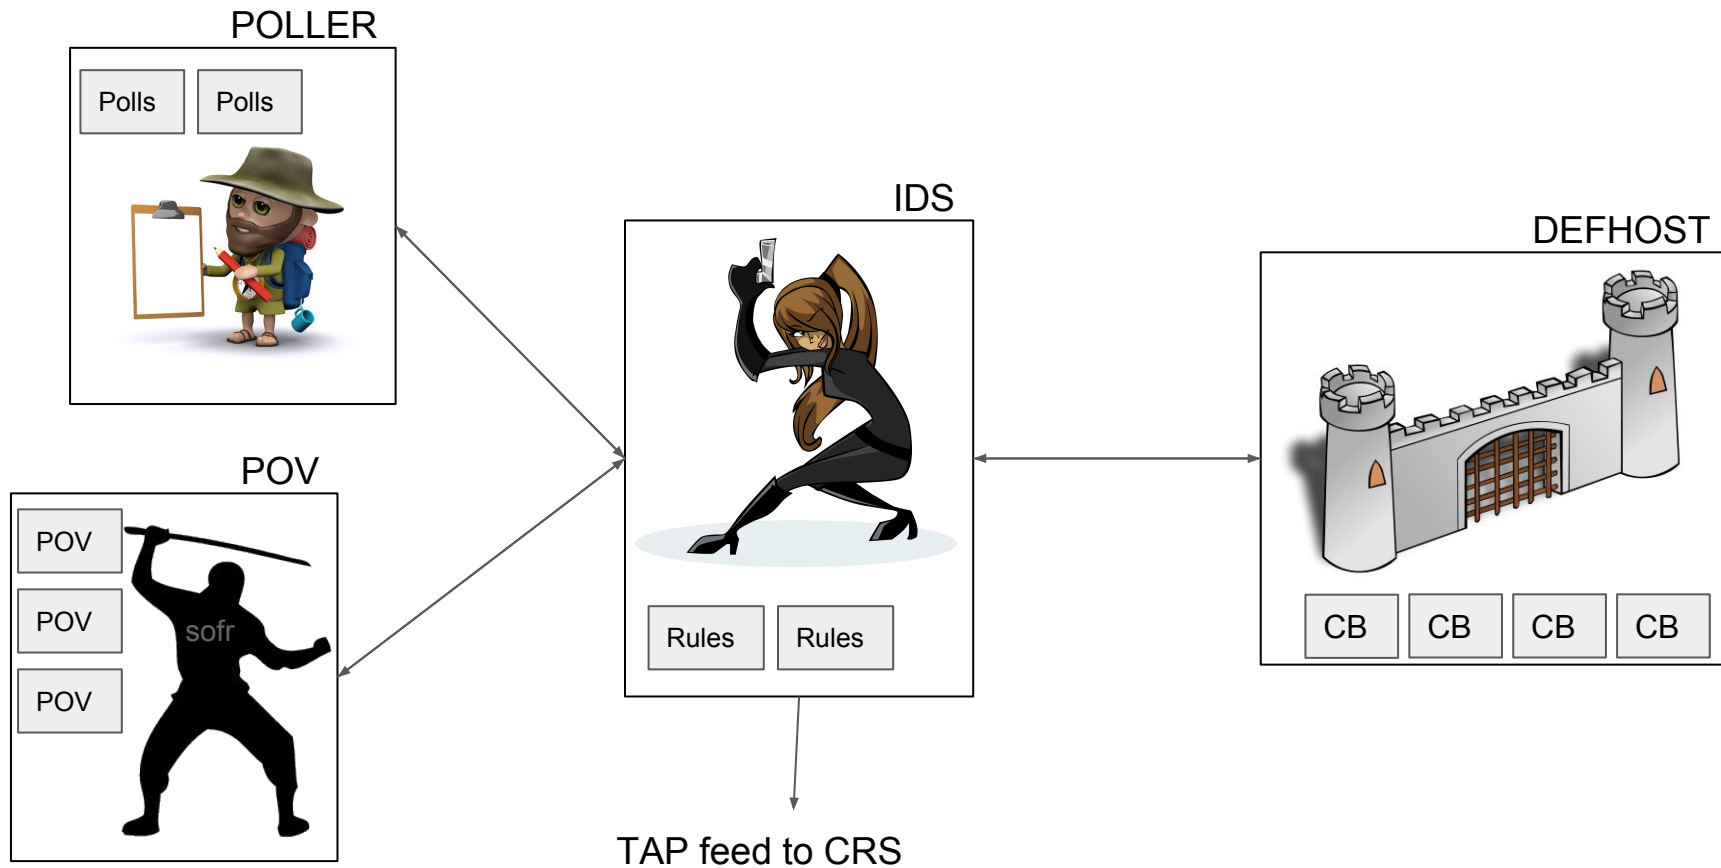 POLLER
Polls Polls
POV
POV
POV
POV
sofr
IDS
Rules Rules
TAP feed to CRS
DEFHOST
CB CB CB CB